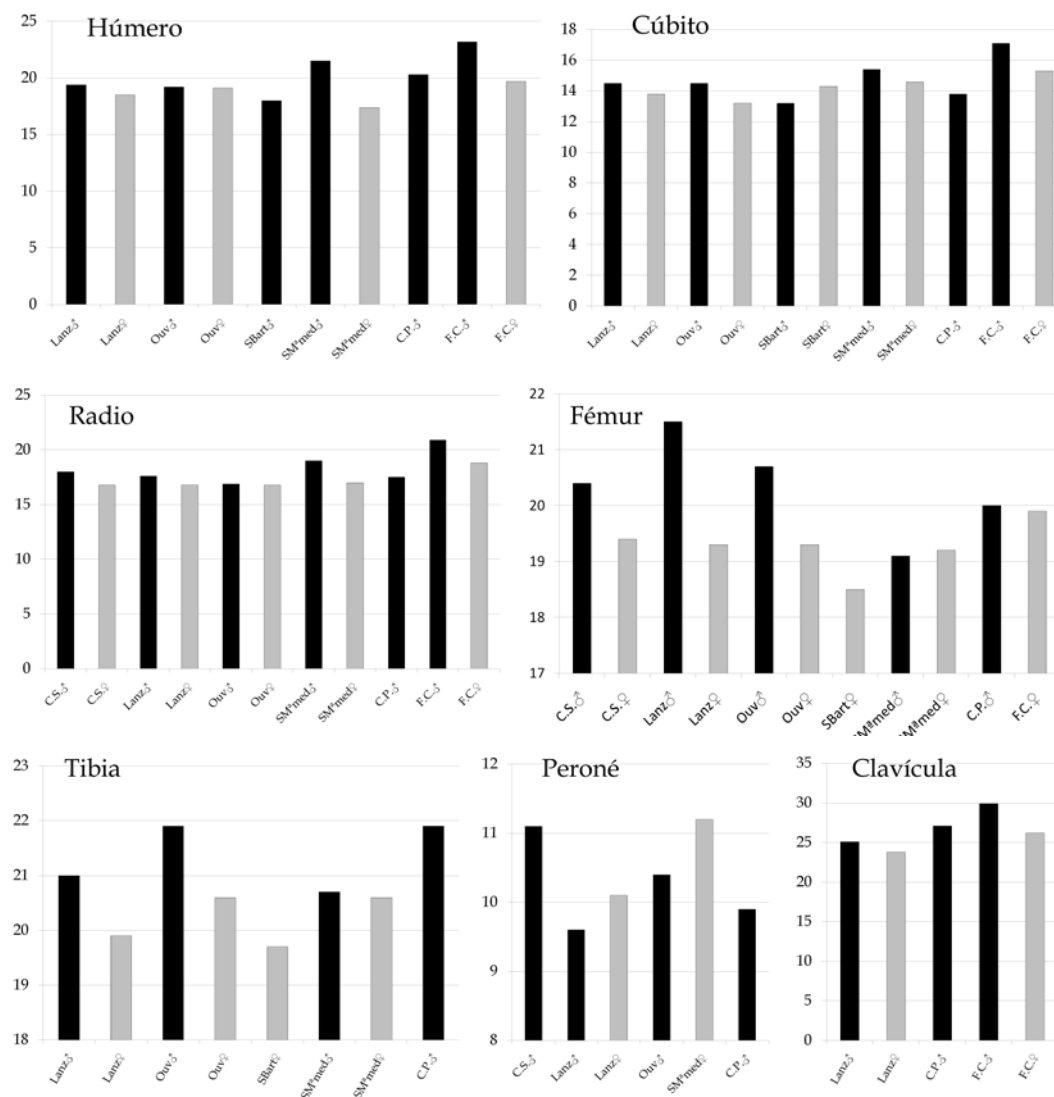 Húmero
25
20
15
10
5
0
Lanz♂
Lanz♀
Ouv♂
Ouv♀
SBart♂
SMªmed♂
SMªmed♀
C.P.♂
F.C.♂
F.C.♀
Cúbito
18
16
14
12
10
8
6
4
2
0
Lanz♂
Lanz♀
Ouv♂
Ouv♀
SBart♂
SBart♀
SMªmed♂
SMªmed♀
C.P.♂
F.C.♂
F.C.♀
Radio
25
20
15
10
5
0
C.S.♂
C.S.♀
Lanz♂
Lanz♀
Ouv♂
Ouv♀
SMªmed♂
SMªmed♀
C.P.♂
F.C.♂
F.C.♀
Fémur
22
21
20
19
18
17
C.S.♂
C.S.♀
Lanz♂
Lanz♀
Ouv♂
Ouv♀
SBart♀
Mªmed♂
Mªmed♀
C.P.♂
F.C.♀
Tibia
23
22
21
20
19
18
Lanz♂
Lanz♀
Ouv♂
Ouv♀
SBart♀
SMªmed♂
SMªmed♀
C.P.♂
Peroné
12
11
10
9
8
C.S.♂
Lanz♂
Lanz♀
Ouv♂
SMªmed♀
C.P.♂
Clavícula
35
30
25
20
15
10
5
0
Lanz♂
Lanz♀
C.P.♂
F.C.♂
F.C.♀